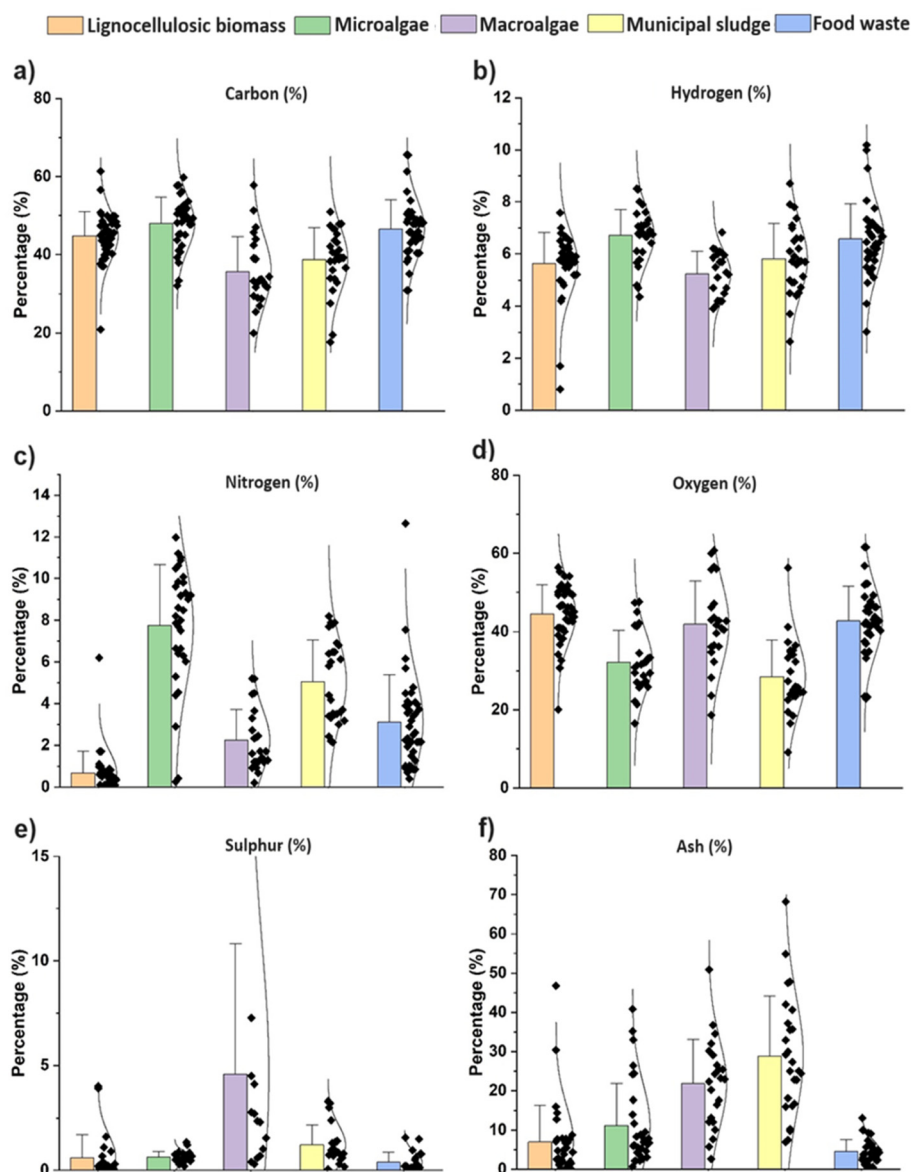 Lignocellulosic biomass Microalgae Macroalgae Municipal sludge Food waste
a)
Carbon (%)
Percentage (%)
80
60
40
20
0
b)
Hydrogen (%)
Percentage (%)
12
10
8
6
4
2
0
c)
Nitrogen (%)
Percentage (%)
14
12
10
8
6
4
2
0
d)
Oxygen (%)
Percentage (%)
80
60
40
20
0
e)
Sulphur (%)
Percentage (%)
15
10
5
0
f)
Ash (%)
Percentage (%)
80
70
60
50
40
30
20
10
0